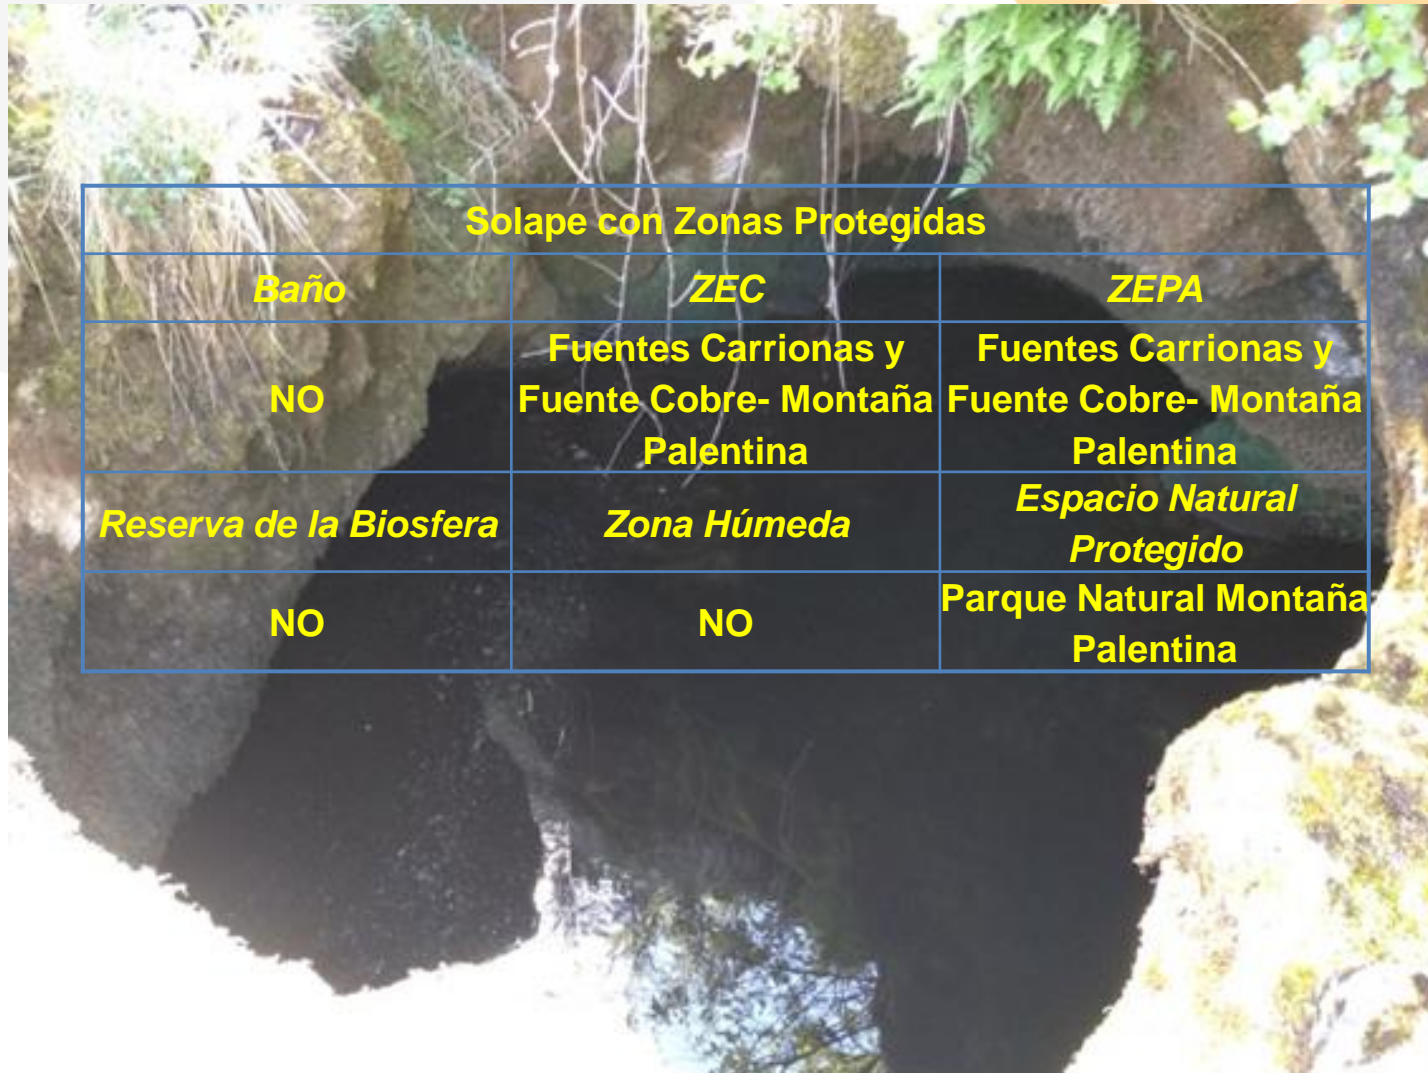 Solape con Zonas Protegidas
Baño ZEC ZEPA
Fuentes Carrionas y Fuentes Carrionas y
NO Fuente Cobre- Montaña Fuente Cobre- Montaña
Palentina Palentina
Reserva de la Biosfera Zona Húmeda Espacio Natural
Protegido
NO NO Parque Natural Montaña
Palentina